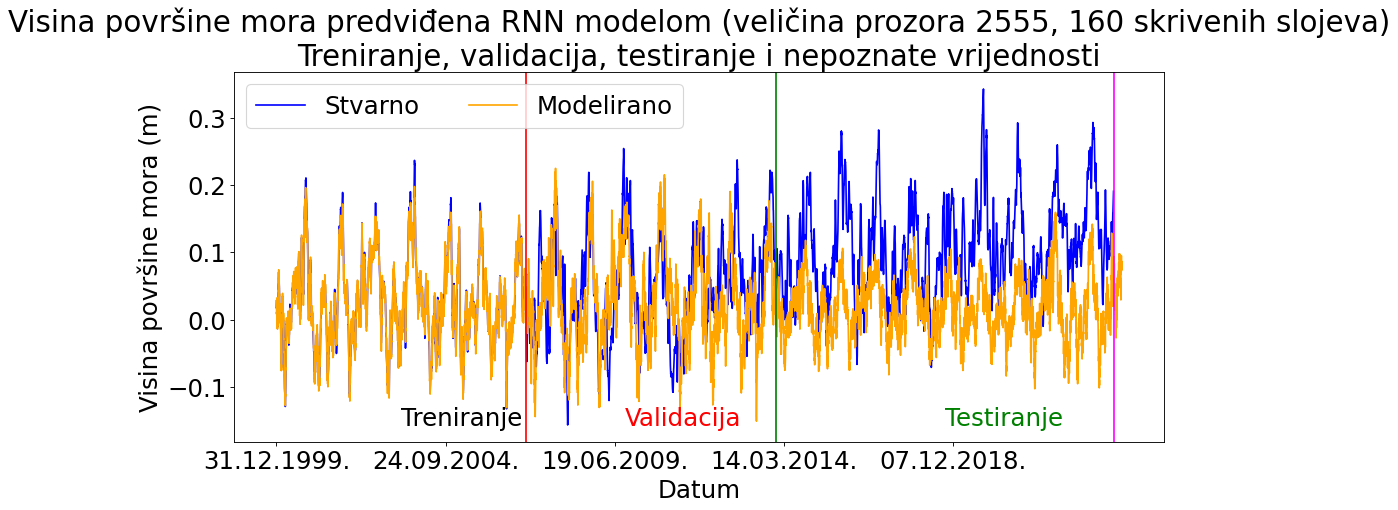 Visina površine mora predviđena RNN modelom (veličina prozora 2555, 160 skrivenih slojeva)
Treniranje, validacija, testiranje i nepoznate vrijednosti
Stvarno
Modelirano
Visina površine mora (m)
0.3
0.2
0.1
0.0
−0.1
Treniranje
Validacija
Testiranje
31.12.1999.
24.09.2004.
19.06.2009.
14.03.2014.
07.12.2018.
Datum